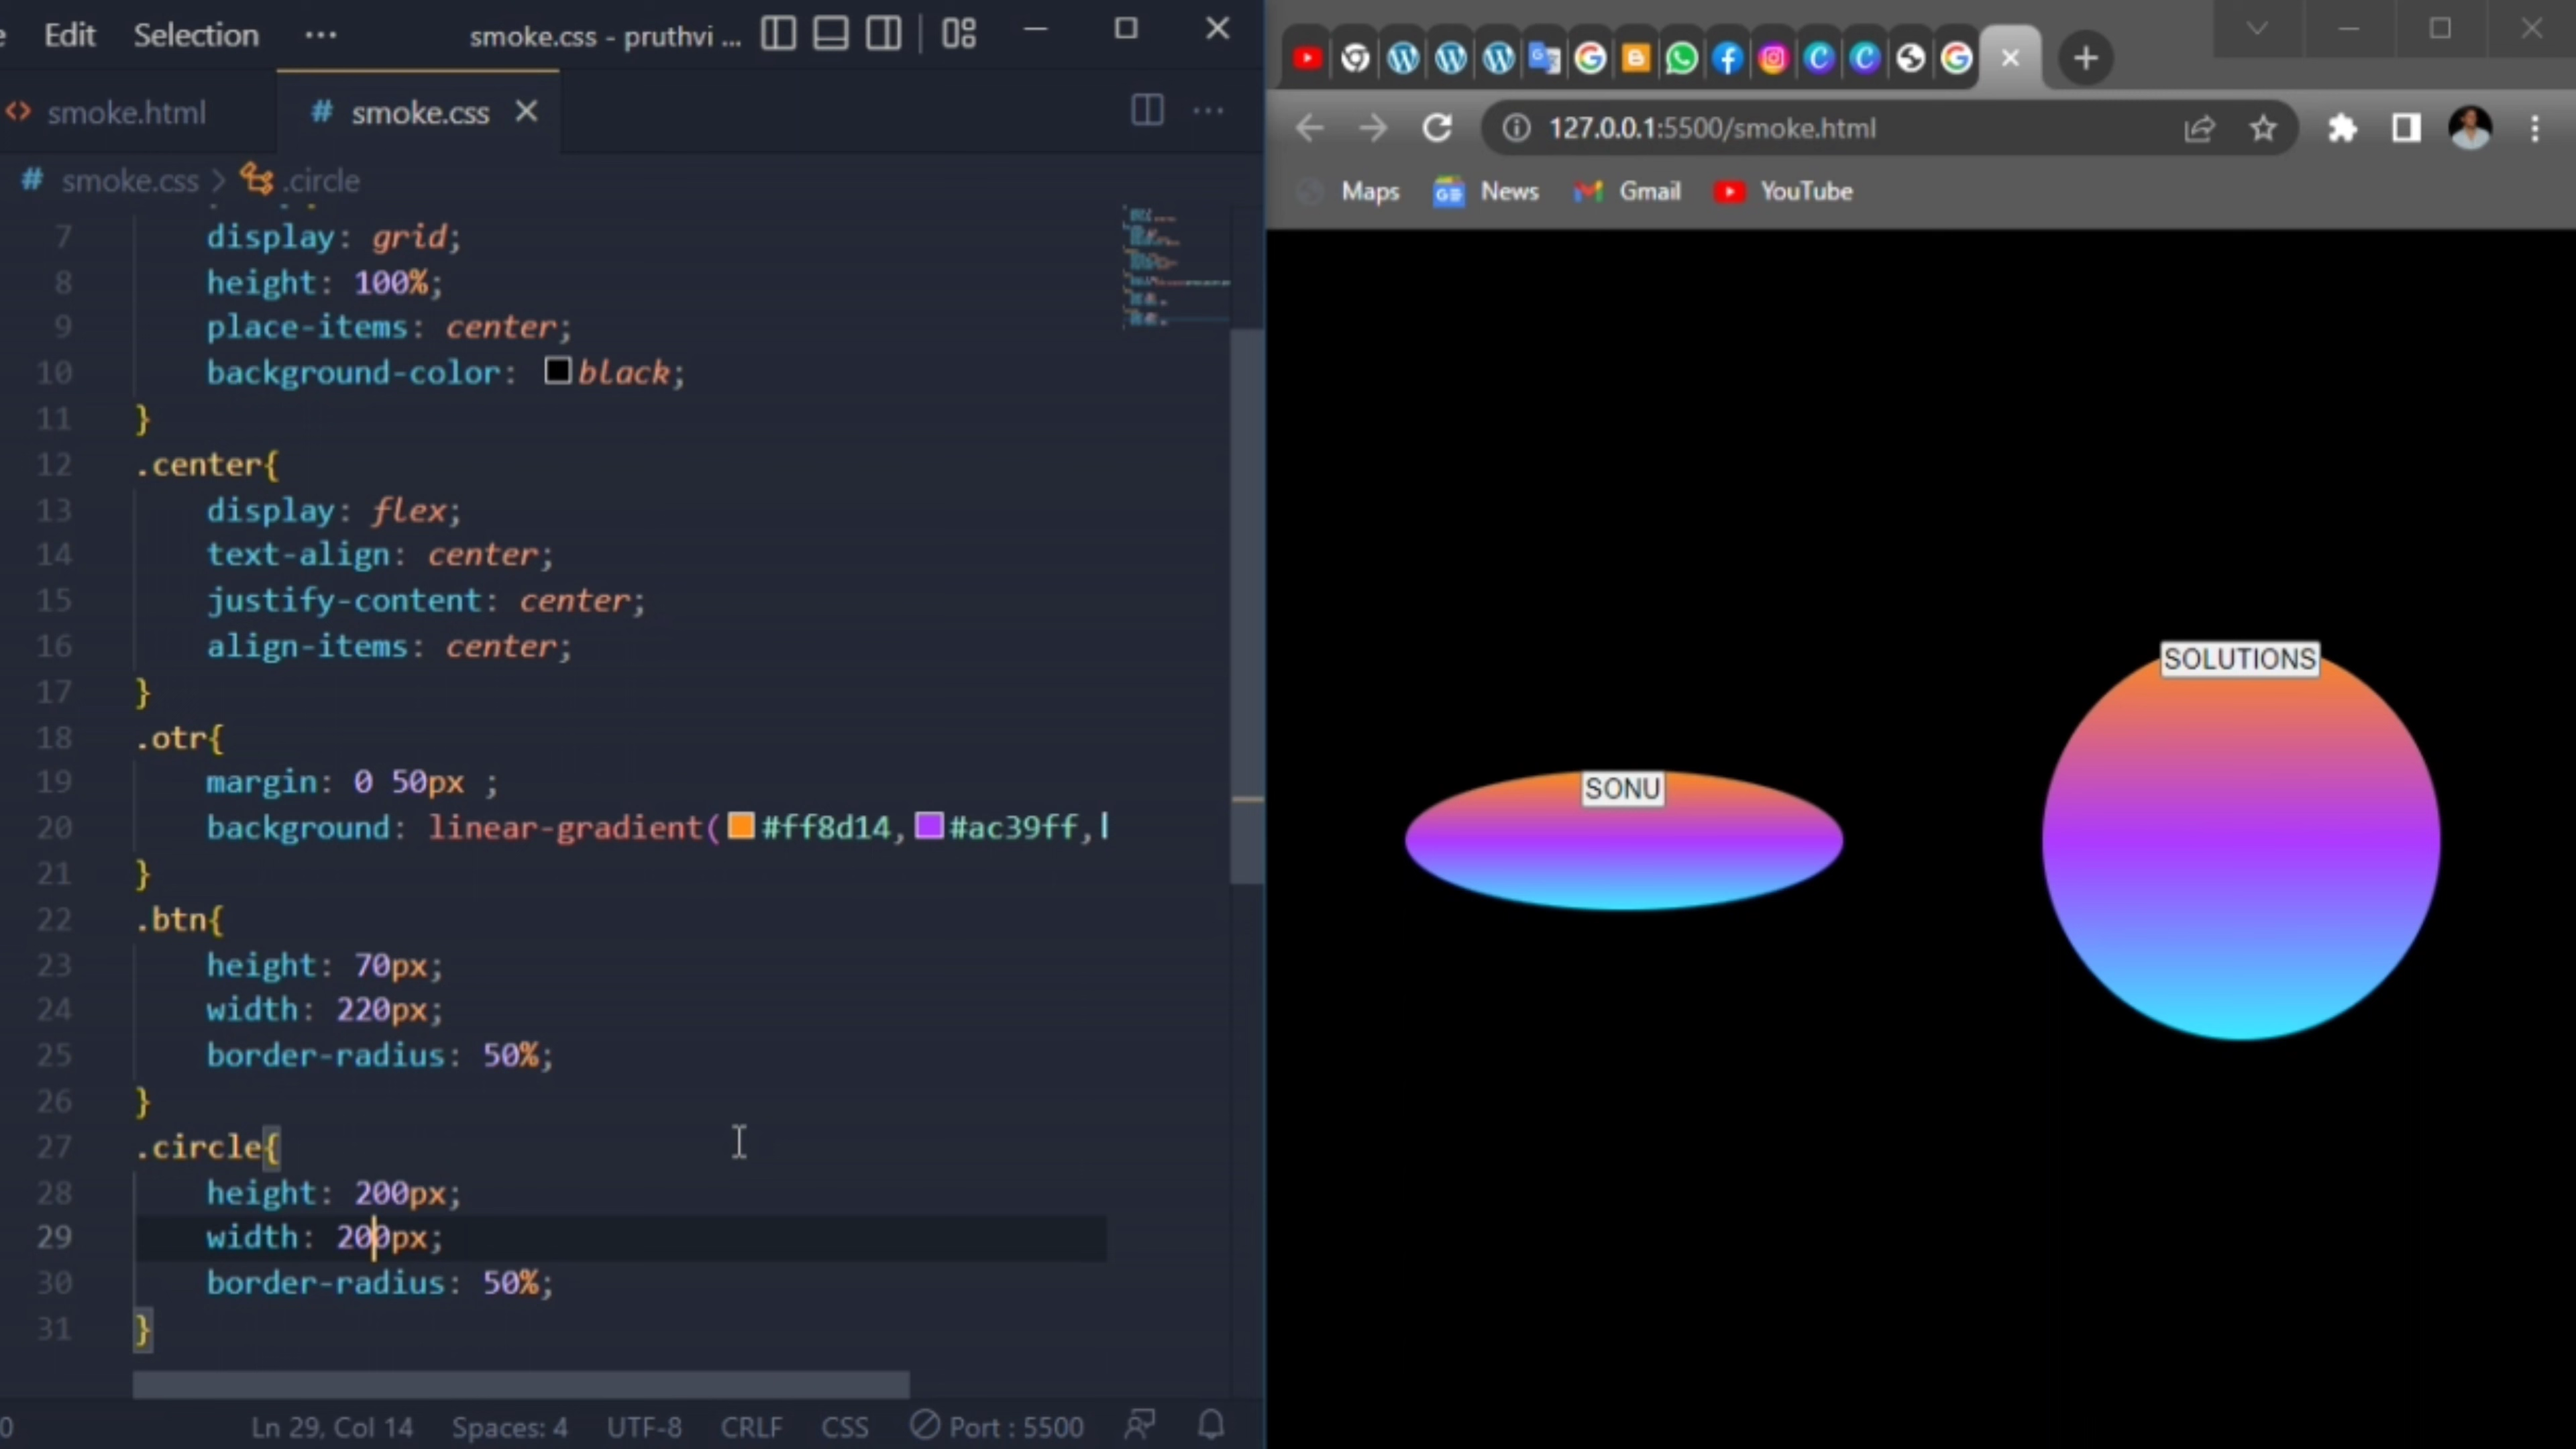 Edit Selection ··· smoke.css - pruthvi ...
smoke.html # smoke.css
# smoke.css > .circle
7 display: grid;
8 height: 100%;
9 place-items: center;
10 background-color: black;
11 }
12 .center{
13 display: flex;
14 text-align: center;
15 justify-content: center;
16 align-items: center;
17 }
18 .otr{
19 margin: 0 50px ;
20 background: linear-gradient( #ff8d14, #ac39ff,
21 }
22 .btn{
23 height: 70px;
24 width: 220px;
25 border-radius: 50%;
26 }
27 .circle{
28 height: 200px;
29 width: 200px;
30 border-radius: 50%;
31 }
Ln 29, Col 14 Spaces: 4 UTF-8 CRLF CSS Port : 5500
127.0.0.1:5500/smoke.html
Maps News Gmail YouTube
SOLUTIONS
SONU